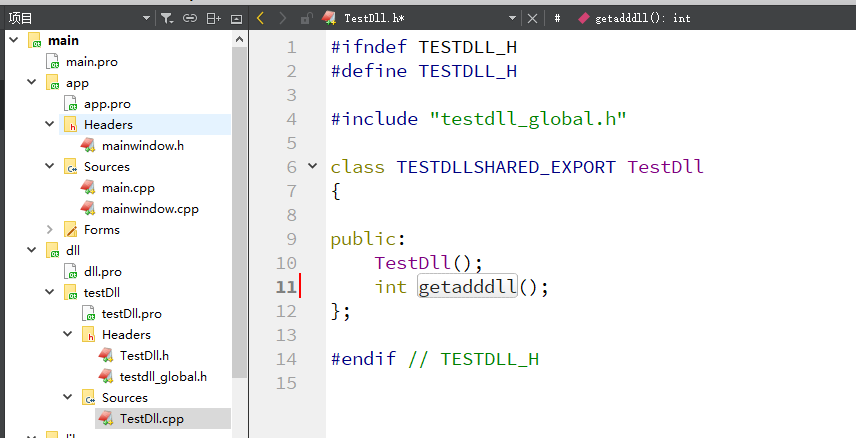 项目
TestDll.h*
#
getadddll(): int
main
main.pro
app
app.pro
Headers
mainwindow.h
Sources
main.cpp
mainwindow.cpp
Forms
dll
dll.pro
testDll
testDll.pro
Headers
TestDll.h
testdll_global.h
Sources
TestDll.cpp
1 #ifndef TESTDLL_H
2 #define TESTDLL_H
3
4 #include "testdll_global.h"
5
6 class TESTDLLSHARED_EXPORT TestDll
7 {
8
9 public:
10 TestDll();
11 int getadddll();
12 };
13
14 #endif // TESTDLL_H
15